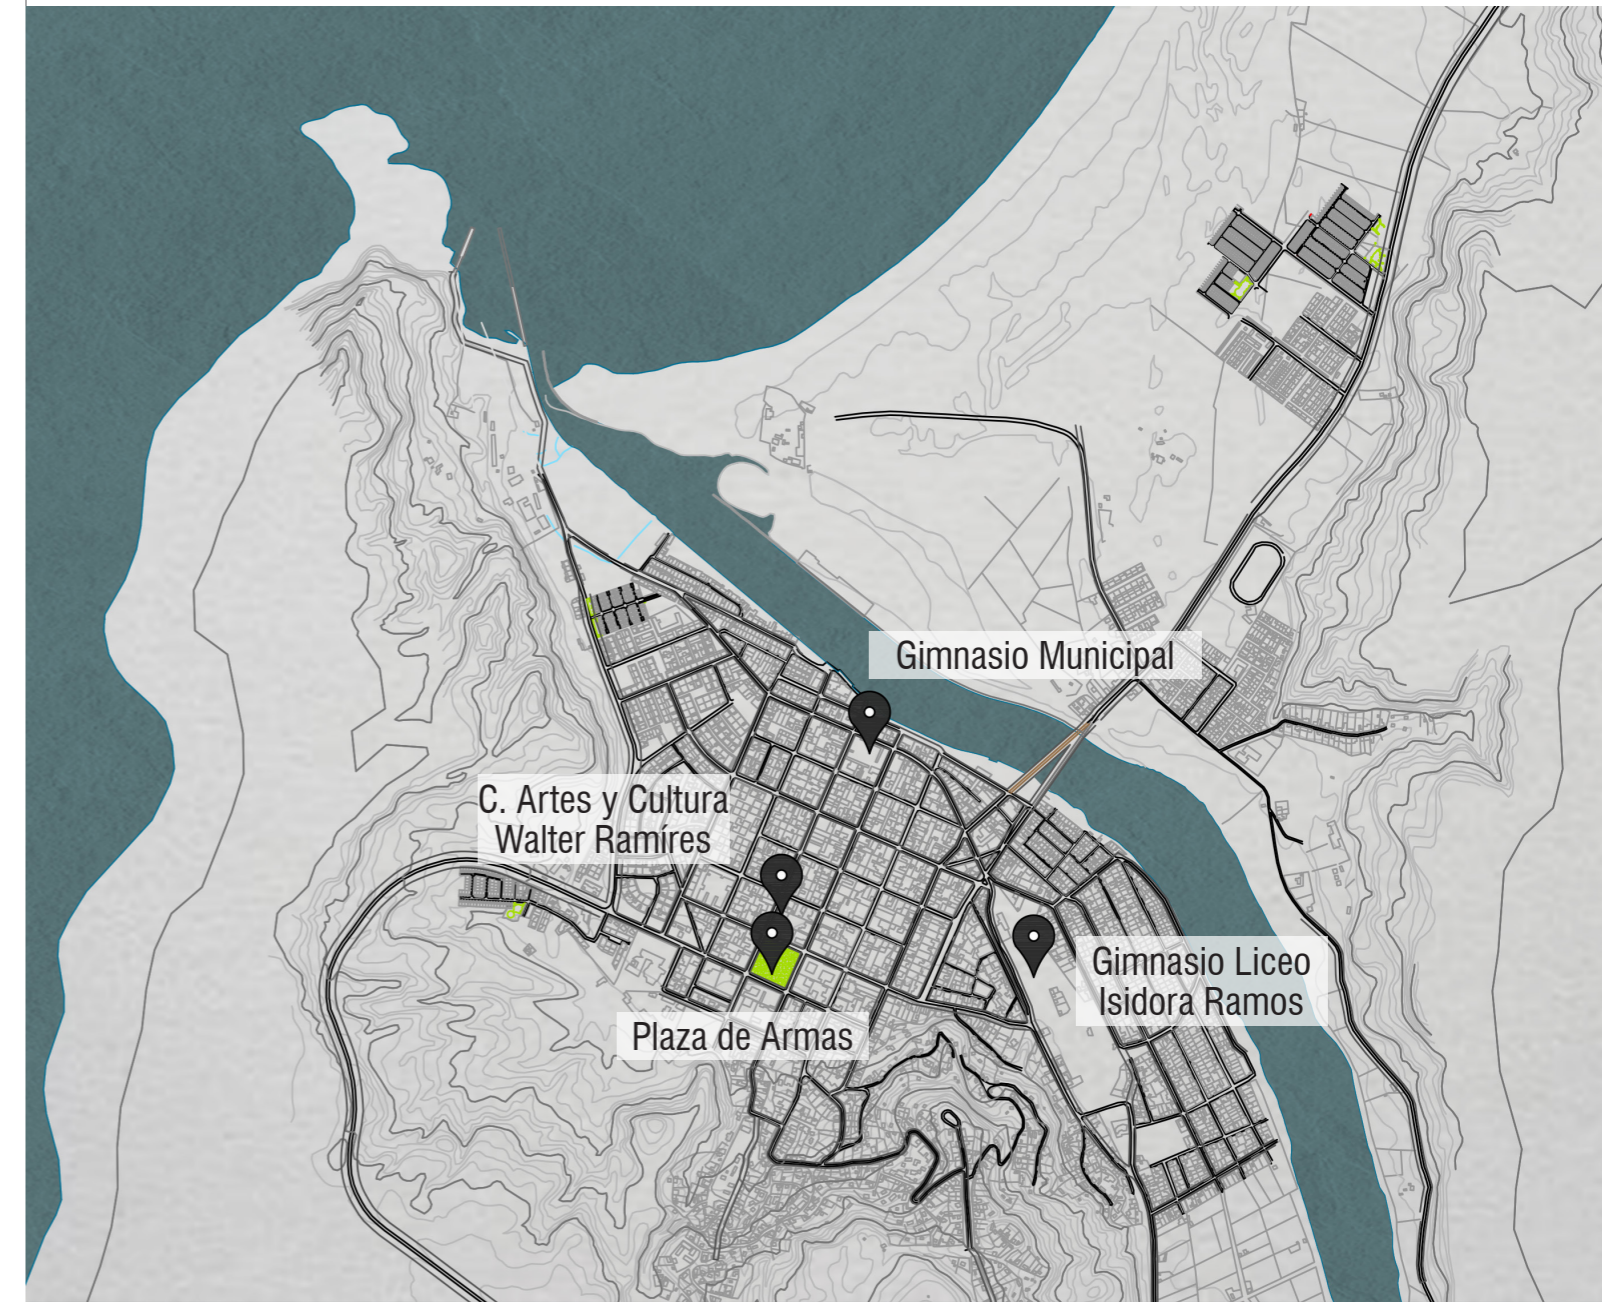 Gimnasio Municipal
C. Artes y Cultura
Walter Ramíres
Gimnasio Liceo
Isidora Ramos
Plaza de Armas